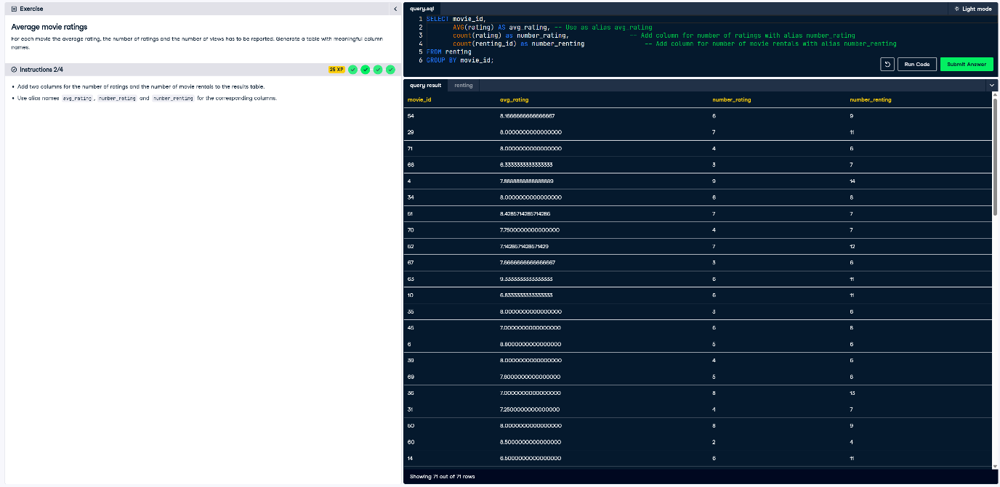 Exercise
Average movie ratings
For each movie the average rating, the number of ratings and the number of views has to be reported. Generate a table with meaningful column
names.
Instructions 2/4
25 XP
Add two columns for the number of ratings and the number of movie rentals to the results table.
Use alias names avg_rating, number_rating and number_renting for the corresponding columns.
query.sql
Light mode
1 SELECT movie_id,
2 AVG(rating) AS avg_rating, -- Use as alias avg_rating
3 count(rating) as number_rating, -- Add column for number of ratings with alias number_rating
4 count(renting_id) as number_renting -- Add column for number of movie rentals with alias number_renting
5 FROM renting
6 GROUP BY movie_id;
Run Code
Submit Answer
query result renting
movie_id avg_rating number_rating number_renting
54 8.1666666666666667 6 9
29 8.0000000000000000 7 11
71 8.0000000000000000 4 6
68 6.3333333333333333 3 7
4 7.8888888888888889 9 14
34 8.0000000000000000 6 8
51 8.4285714285714286 7 7
70 7.7500000000000000 4 7
52 7.1428571428571429 7 12
67 7.6666666666666667 3 6
63 9.3333333333333333 6 11
10 6.8333333333333333 6 11
35 8.0000000000000000 3 6
45 7.0000000000000000 6 8
6 8.8000000000000000 5 6
39 8.0000000000000000 4 6
69 7.8000000000000000 5 8
36 7.0000000000000000 8 13
31 7.2500000000000000 4 7
50 8.0000000000000000 8 9
60 8.5000000000000000 2 4
14 6.5000000000000000 6 11
Showing 71 out of 71 rows